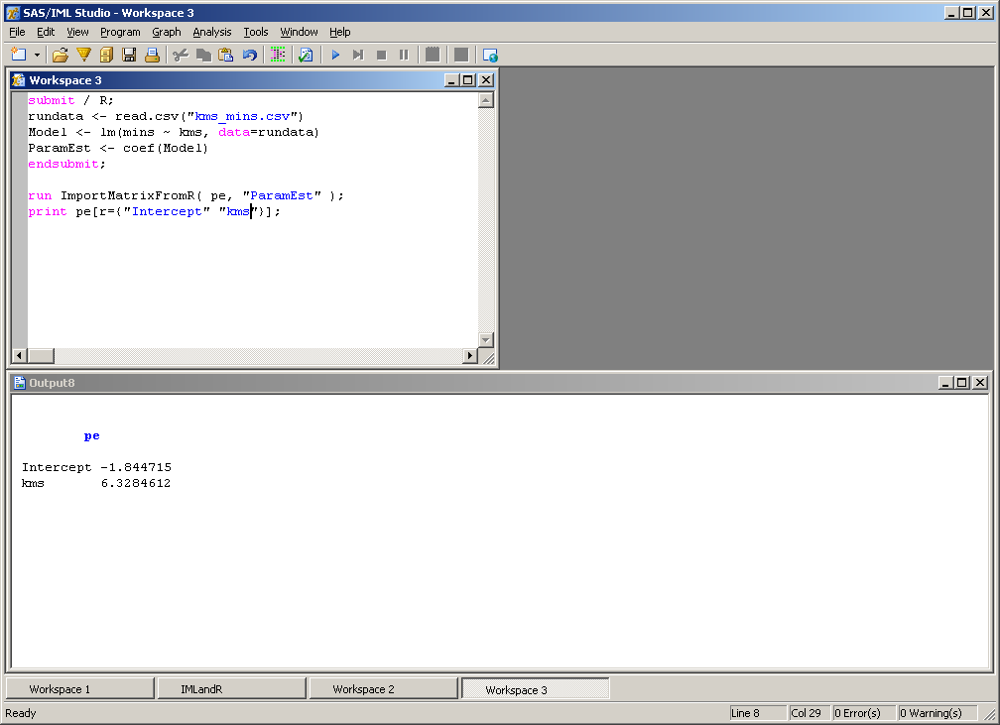 SAS/IML Studio - Workspace 3
File Edit View Program Graph Analysis Tools Window Help
Workspace 3
submit / R;
rundata <- read.csv("kms_mins.csv")
Model <- lm(mins ~ kms, data=rundata)
ParamEst <- coef(Model)
endsubmit;
run ImportMatrixFromR( pe, "ParamEst" );
print pe[r={"Intercept" "kms"}];
Output8
pe
Intercept -1.844715
kms 6.3284612
Workspace 1 IMLandR Workspace 2 Workspace 3
Ready Line 8 Col 29 0 Error(s) 0 Warning(s)